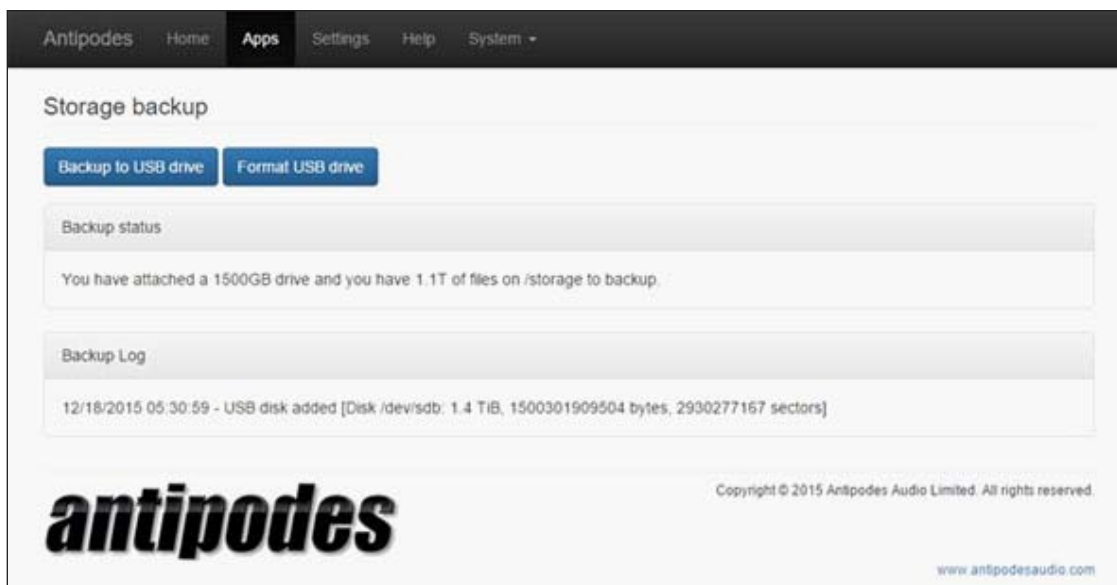 Antipodes Home Apps Settings Help System
Storage backup
Backup to USB drive Format USB drive
Backup status
You have attached a 1500GB drive and you have 1.1T of files on /storage to backup.
Backup Log
12/18/2015 05:30:59 - USB disk added [Disk /dev/sdb: 1.4 TiB, 1500301909504 bytes, 2930277167 sectors]
antipodes
Copyright © 2015 Antipodes Audio Limited. All rights reserved.
www.antipodesaudio.com